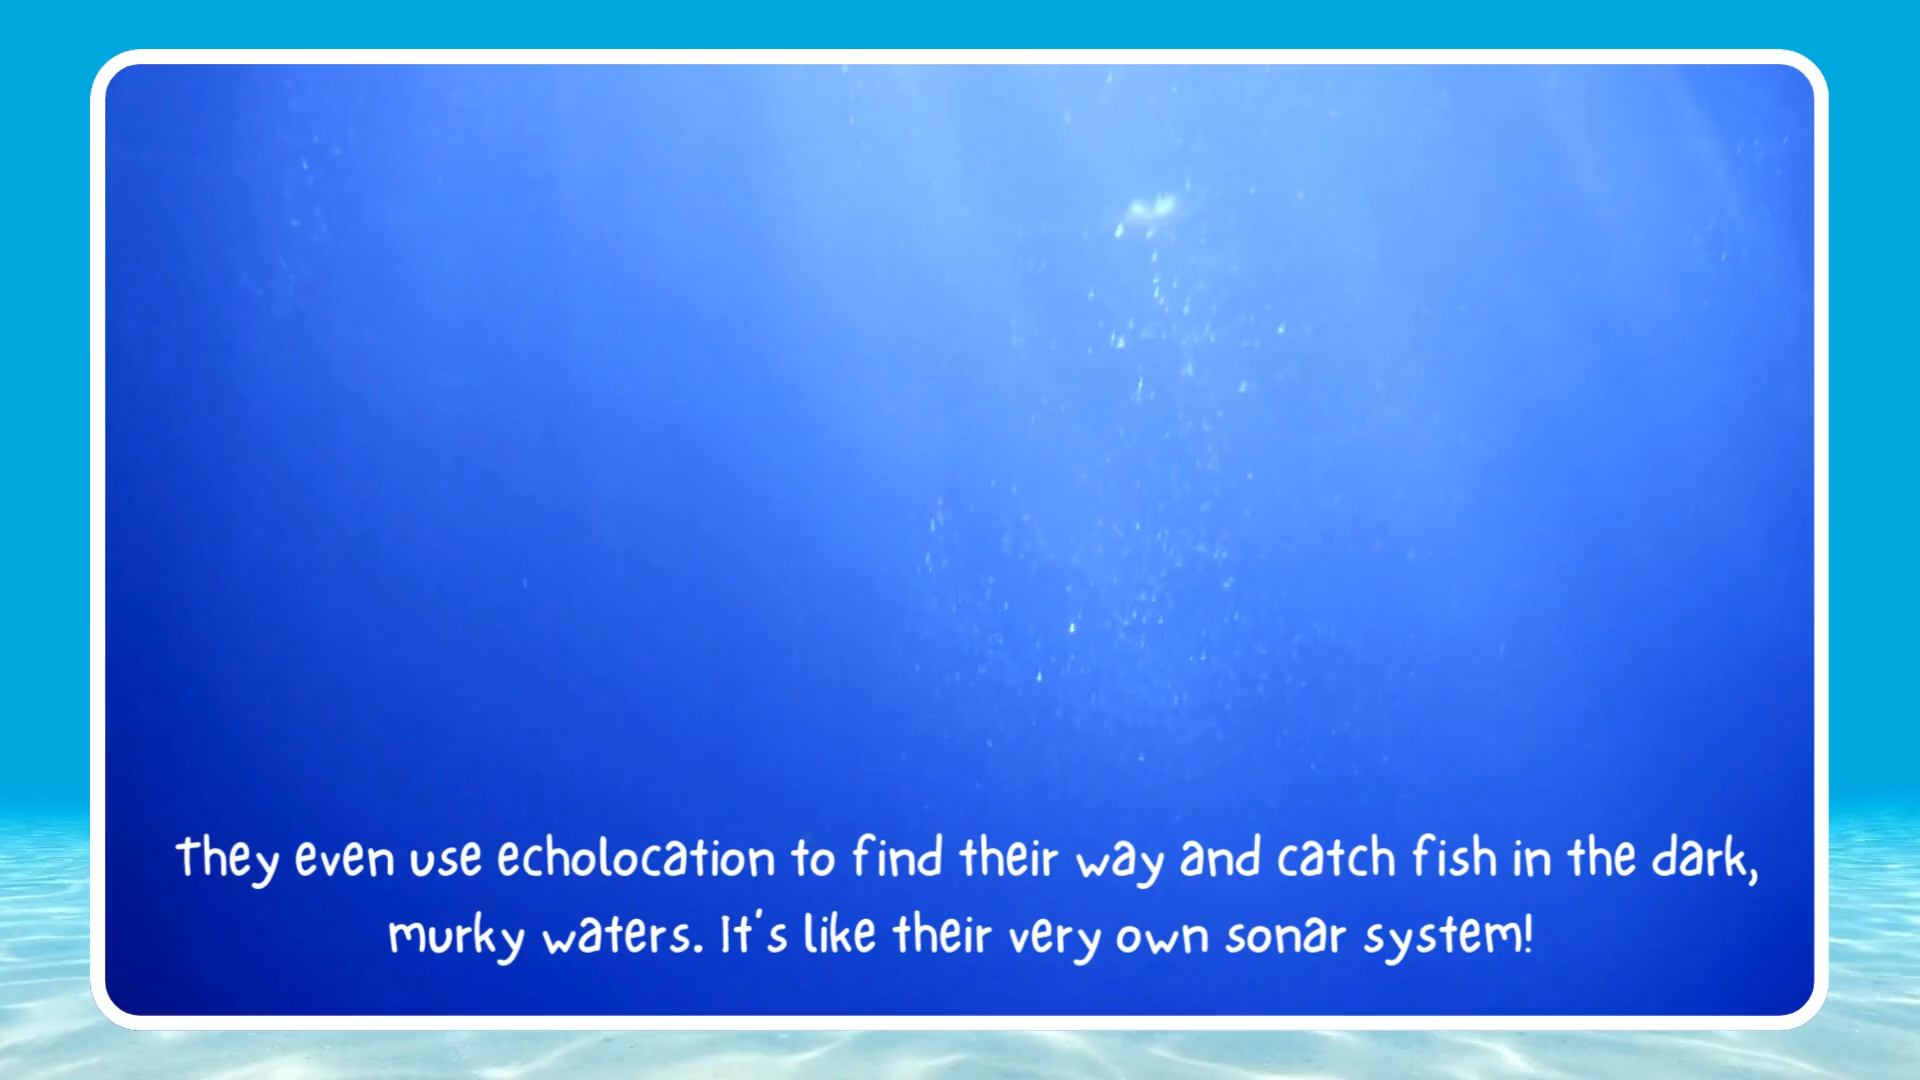 They even use echolocation to find their way and catch fish in the dark,
murky waters. It's like their very own sonar system!